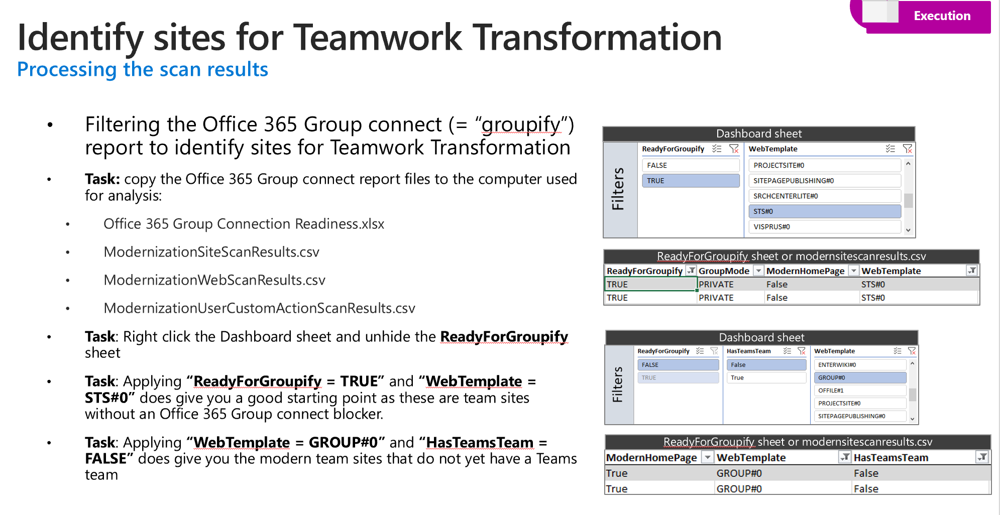 Execution
Identify sites for Teamwork Transformation
Processing the scan results
• Filtering the Office 365 Group connect (= “groupify”)
report to identify sites for Teamwork Transformation
• Task: copy the Office 365 Group connect report files to the computer used
for analysis:
• Office 365 Group Connection Readiness.xlsx
• ModernizationSiteScanResults.csv
• ModernizationWebScanResults.csv
• ModernizationUserCustomActionScanResults.csv
• Task: Right click the Dashboard sheet and unhide the ReadyForGroupify
sheet
• Task: Applying “ReadyForGroupify = TRUE” and “WebTemplate =
STS#0” does give you a good starting point as these are team sites
without an Office 365 Group connect blocker.
• Task: Applying “WebTemplate = GROUP#0” and “HasTeamsTeam =
FALSE” does give you the modern team sites that do not yet have a Teams
team
Dashboard sheet
Filters
ReadyForGroupify
FALSE
TRUE
WebTemplate
PROJECTSITE#0
SITEPAGEPUBLISHING#0
SRCHCENTERLITE#0
STS#0
VISPRUS#0
ReadyForGroupify sheet or modernsitescanresults.csv
ReadyForGroupify GroupMode ModernHomePage WebTemplate
TRUE PRIVATE False STS#0
TRUE PRIVATE False STS#0
Dashboard sheet
Filters
ReadyForGroupify
FALSE
TRUE
HasTeamsTeam
False
True
WebTemplate
ENTERWIKI#0
GROUP#0
OFFILE#1
PROJECTSITE#0
SITEPAGEPUBLISHING#0
ReadyForGroupify sheet or modernsitescanresults.csv
ModernHomePage WebTemplate HasTeamsTeam
True GROUP#0 False
True GROUP#0 False